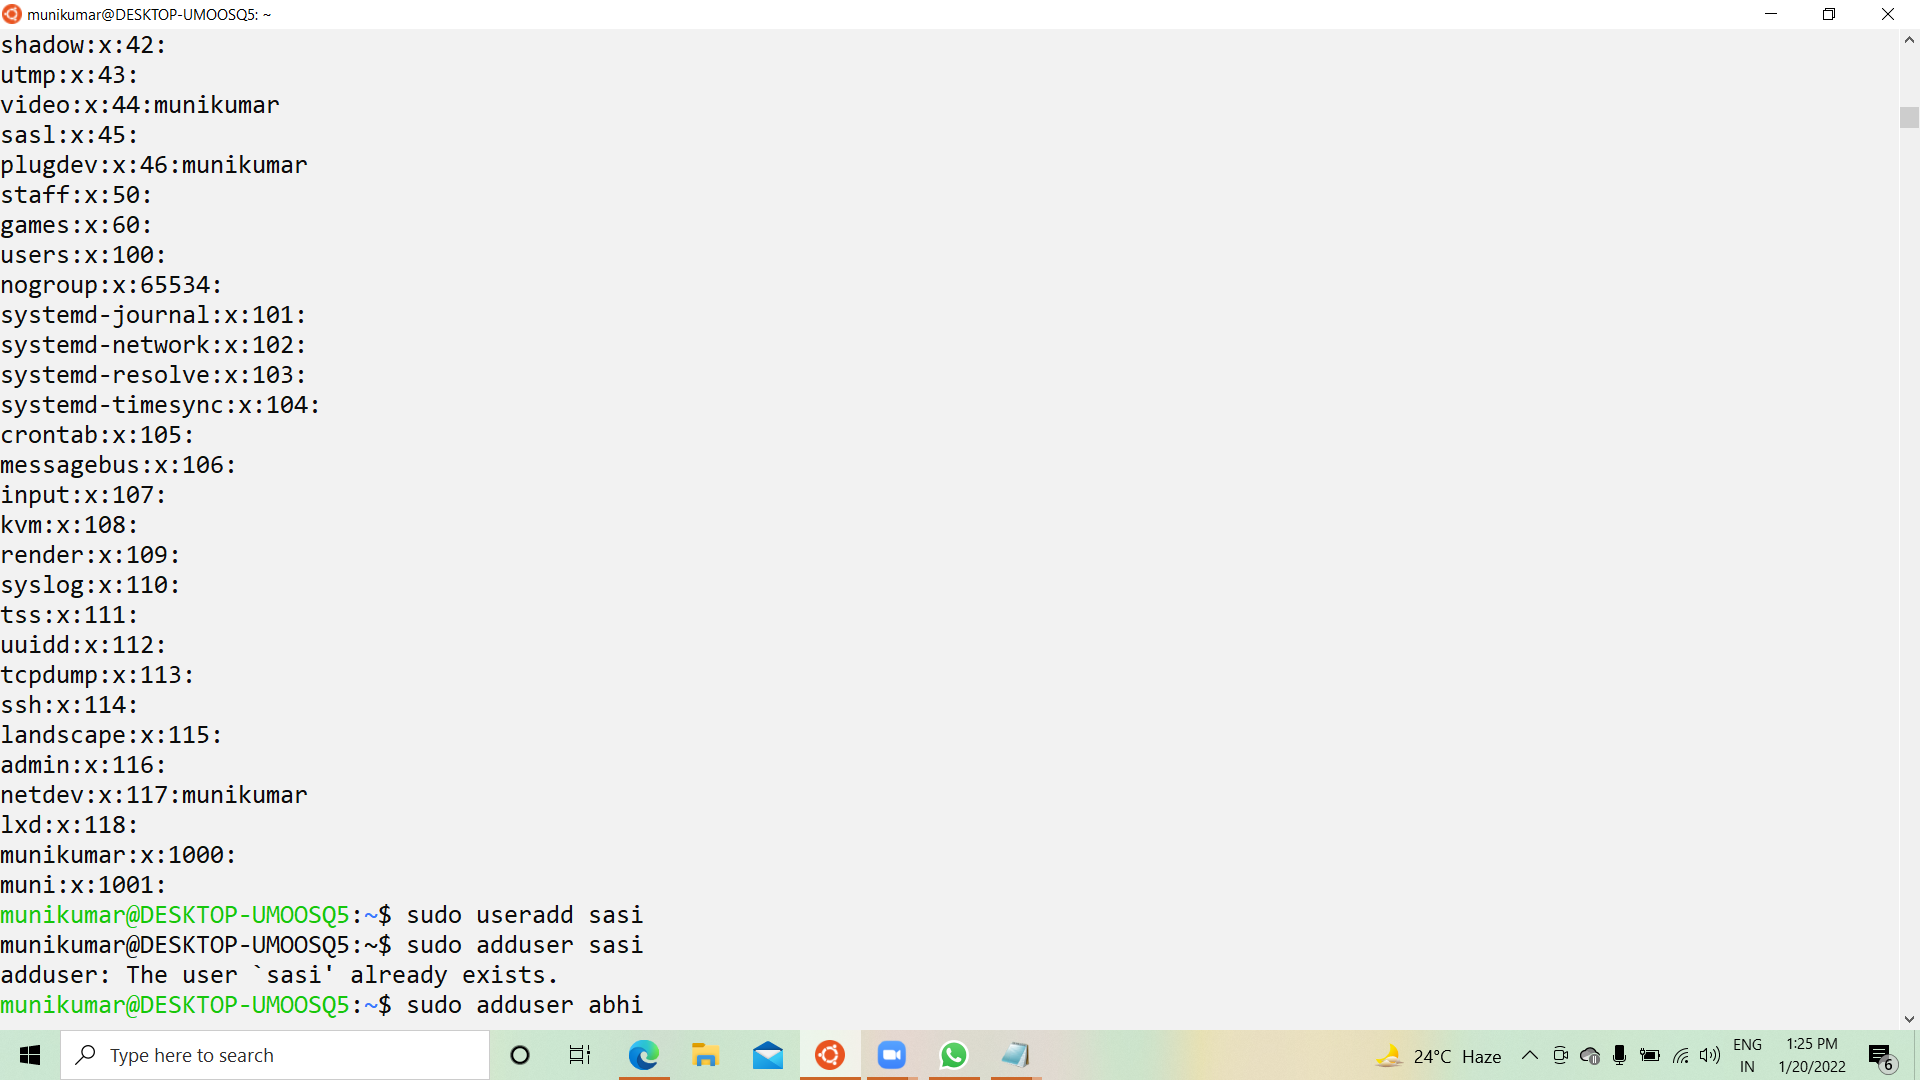 munikumar@DESKTOP-UMOOSQ5: ~
shadow:x:42:
utmp:x:43:
video:x:44:munikumar
sasl:x:45:
plugdev:x:46:munikumar
staff:x:50:
games:x:60:
users:x:100:
nogroup:x:65534:
systemd-journal:x:101:
systemd-network:x:102:
systemd-resolve:x:103:
systemd-timesync:x:104:
crontab:x:105:
messagebus:x:106:
input:x:107:
kvm:x:108:
render:x:109:
syslog:x:110:
tss:x:111:
uuidd:x:112:
tcpdump:x:113:
ssh:x:114:
landscape:x:115:
admin:x:116:
netdev:x:117:munikumar
lxd:x:118:
munikumar:x:1000:
muni:x:1001:
munikumar@DESKTOP-UMOOSQ5:~$ sudo useradd sasi
munikumar@DESKTOP-UMOOSQ5:~$ sudo adduser sasi
adduser: The user `sasi' already exists.
munikumar@DESKTOP-UMOOSQ5:~$ sudo adduser abhi
Type here to search
24°C Haze
ENG
IN
1:25 PM
1/20/2022
6